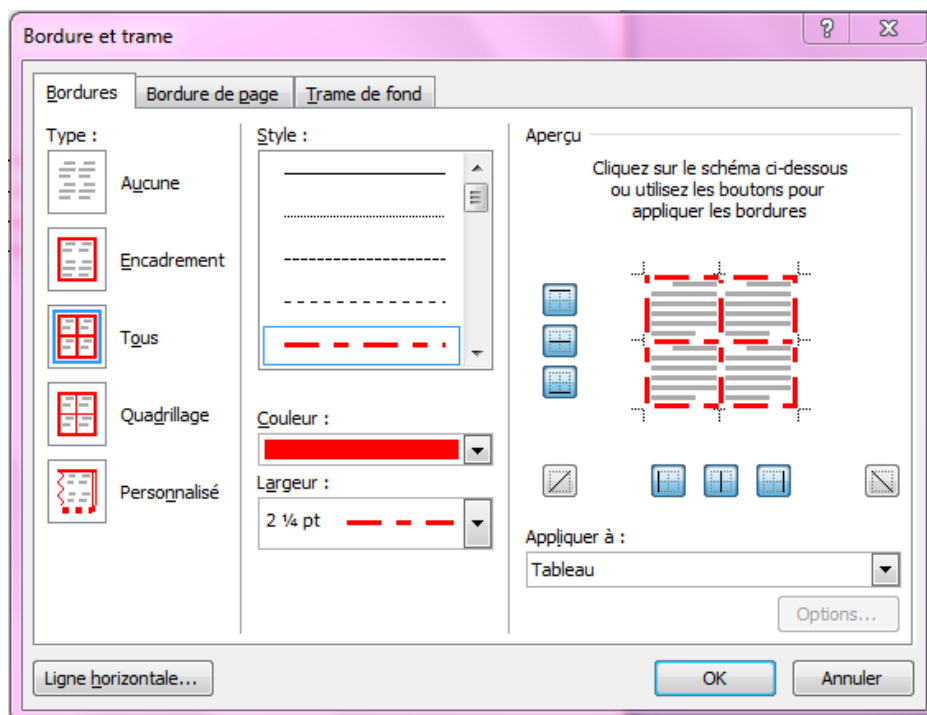 Bordure et trame
Bordures
Bordure de page
Trame de fond
Type :
Aucune
Encadrement
Tous
Quadrillage
Personnalisé
Style :
Couleur :
Largeur :
2 ¼ pt
Aperçu
Cliquez sur le schéma ci-dessous
ou utilisez les boutons pour
appliquer les bordures
Appliquer à :
Tableau
Options...
Ligne horizontale...
OK
Annuler